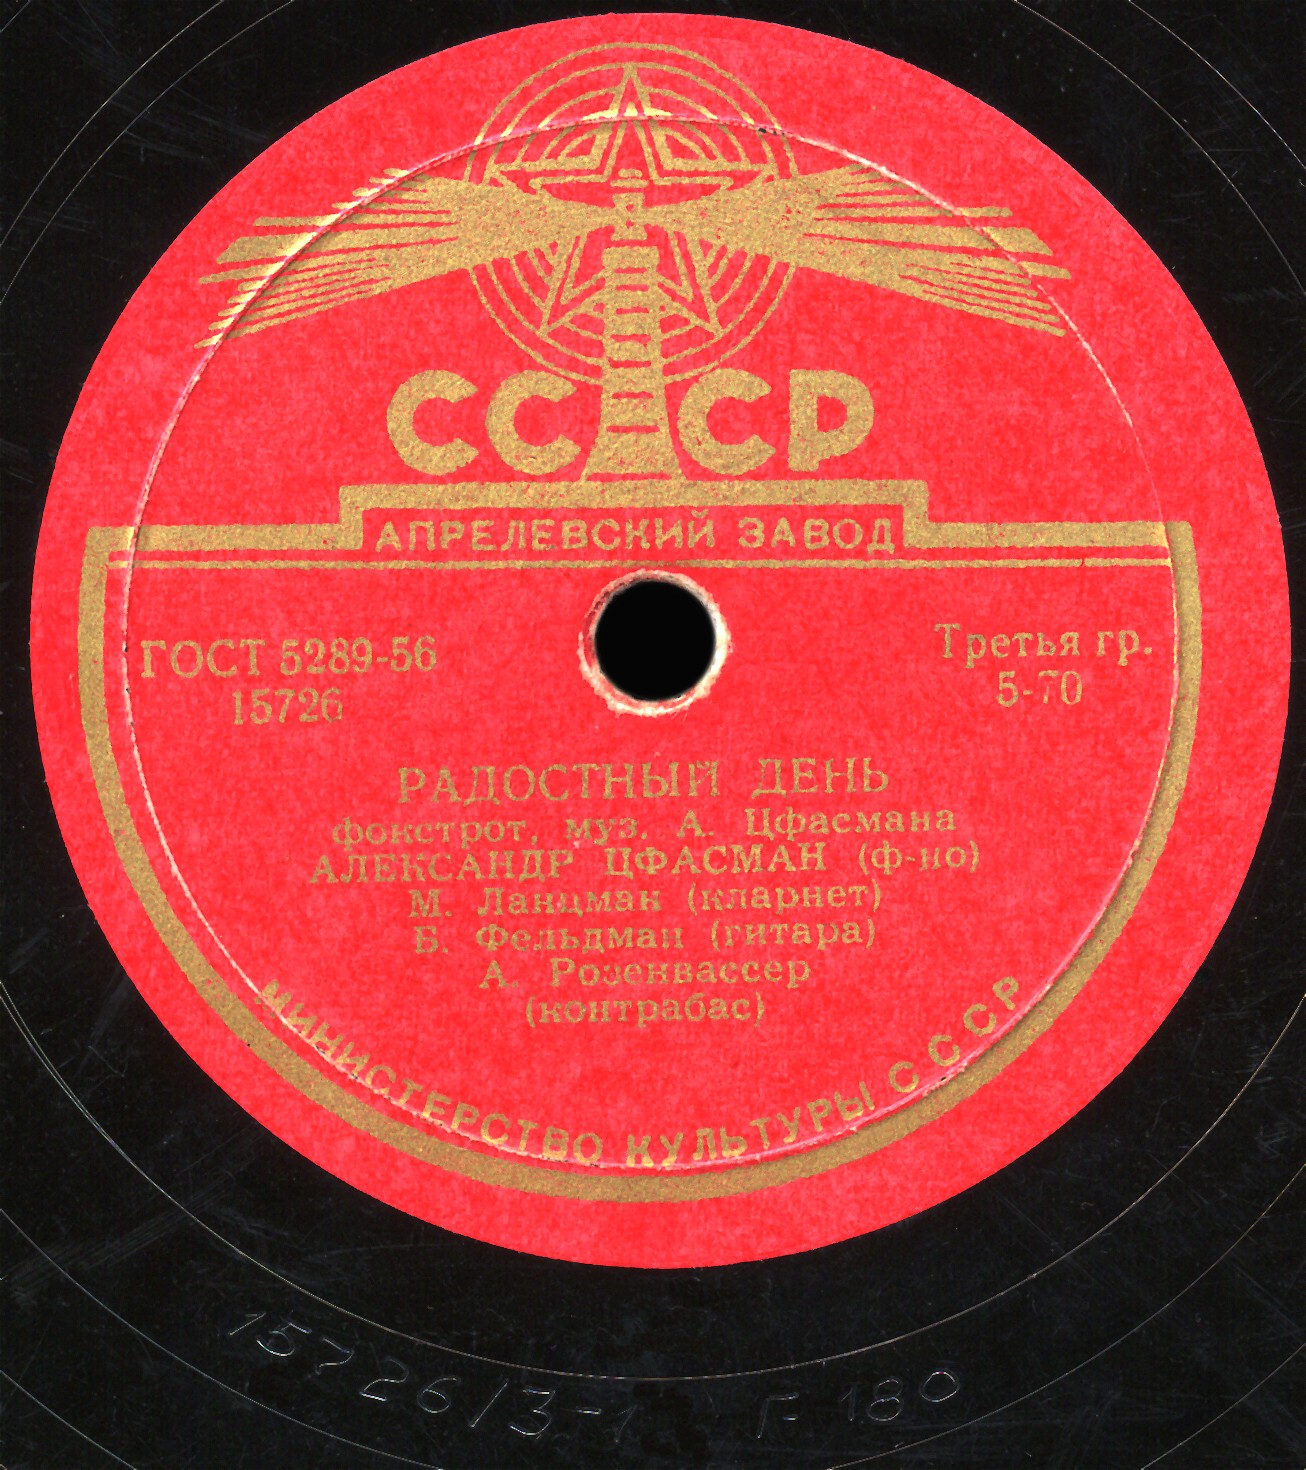 СССР
АПРЕЛЕВСКИЙ ЗАВОД
ГОСТ 5289-56
15726
Третья гр.
5-70
РАДОСТНЫЙ ДЕНЬ
фокстрот, муз. А. Цфасмана
АЛЕКСАНДР ЦФАСМАН (ф-но)
М. Ланцман (кларнет)
Б. Фельдман (гитара)
А. Розенвассер
(контрабас)
МИНИСТЕРСТВО КУЛЬТУРЫ СССР
15726/3-1 Г-180